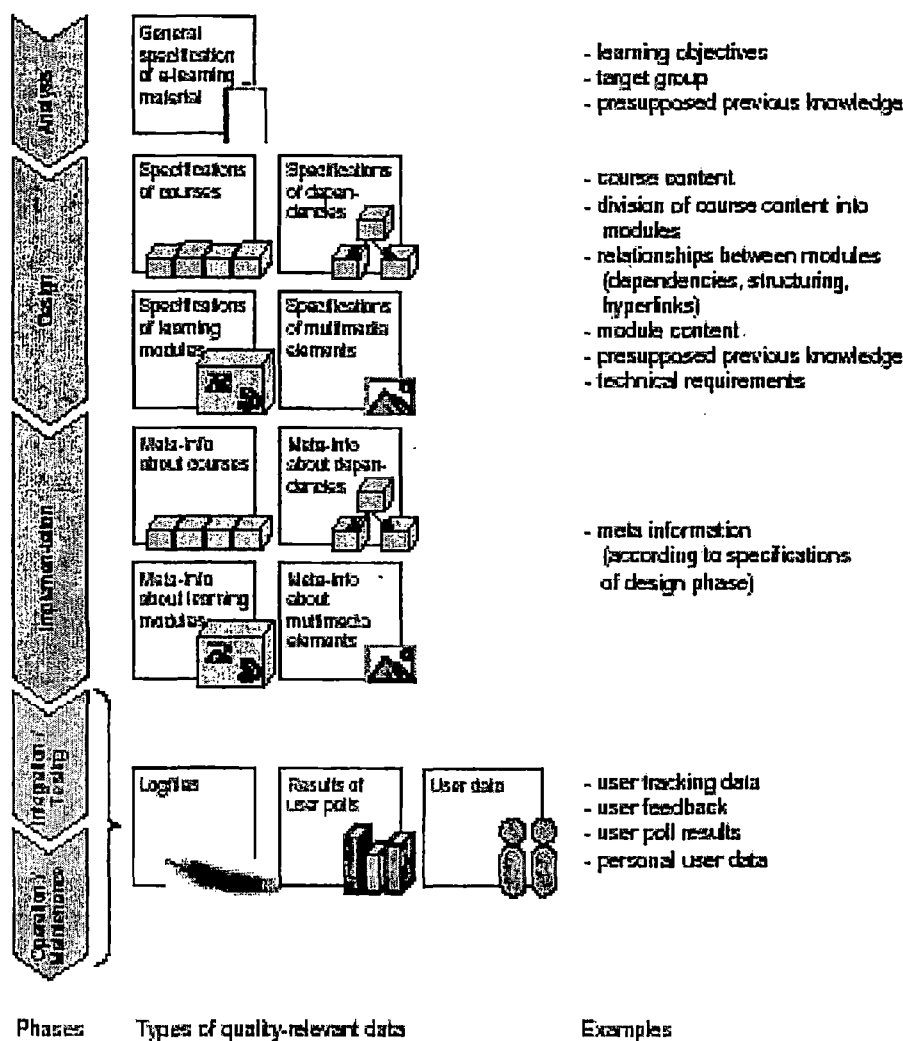 Analysis
General
specification
of e-learning
material
- learning objectives
- target group
- presupposed previous knowledge
Design
Specifications
of courses
Specifications
of depen-
dencies
Specifications
of learning
modules
Specifications
of multimedia
elements
- course content
- division of course content into
modules
- relationships between modules
(dependencies, structuring,
hyperlinks)
- module content
- presupposed previous knowledge
- technical requirements
Implementation
Meta-Info
about courses
Meta-Info
about depen-
dencies
Meta-Info
about learning
modules
Meta-Info
about
multimedia
elements
- meta information
(according to specifications
of design phase)
Integration /
Testing
Operation /
Maintenance
Logfiles
Results of
user polls
User data
- user tracking data
- user feedback
- user poll results
- personal user data
Phases
Types of quality-relevant data
Examples